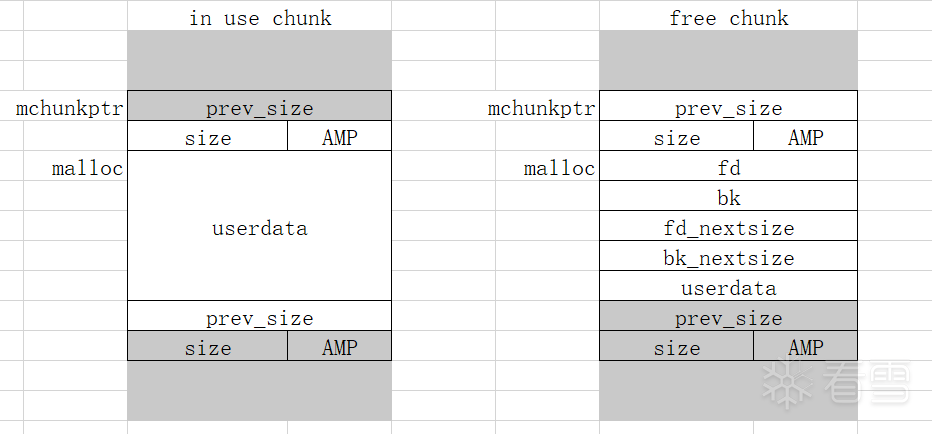 in use chunk free chunk
mchunkptr prev_size mchunkptr prev_size
size AMP size AMP
malloc malloc fd
bk
userdata fd_nextsize
bk_nextsize
userdata
prev_size prev_size
size AMP size AMP
看雪